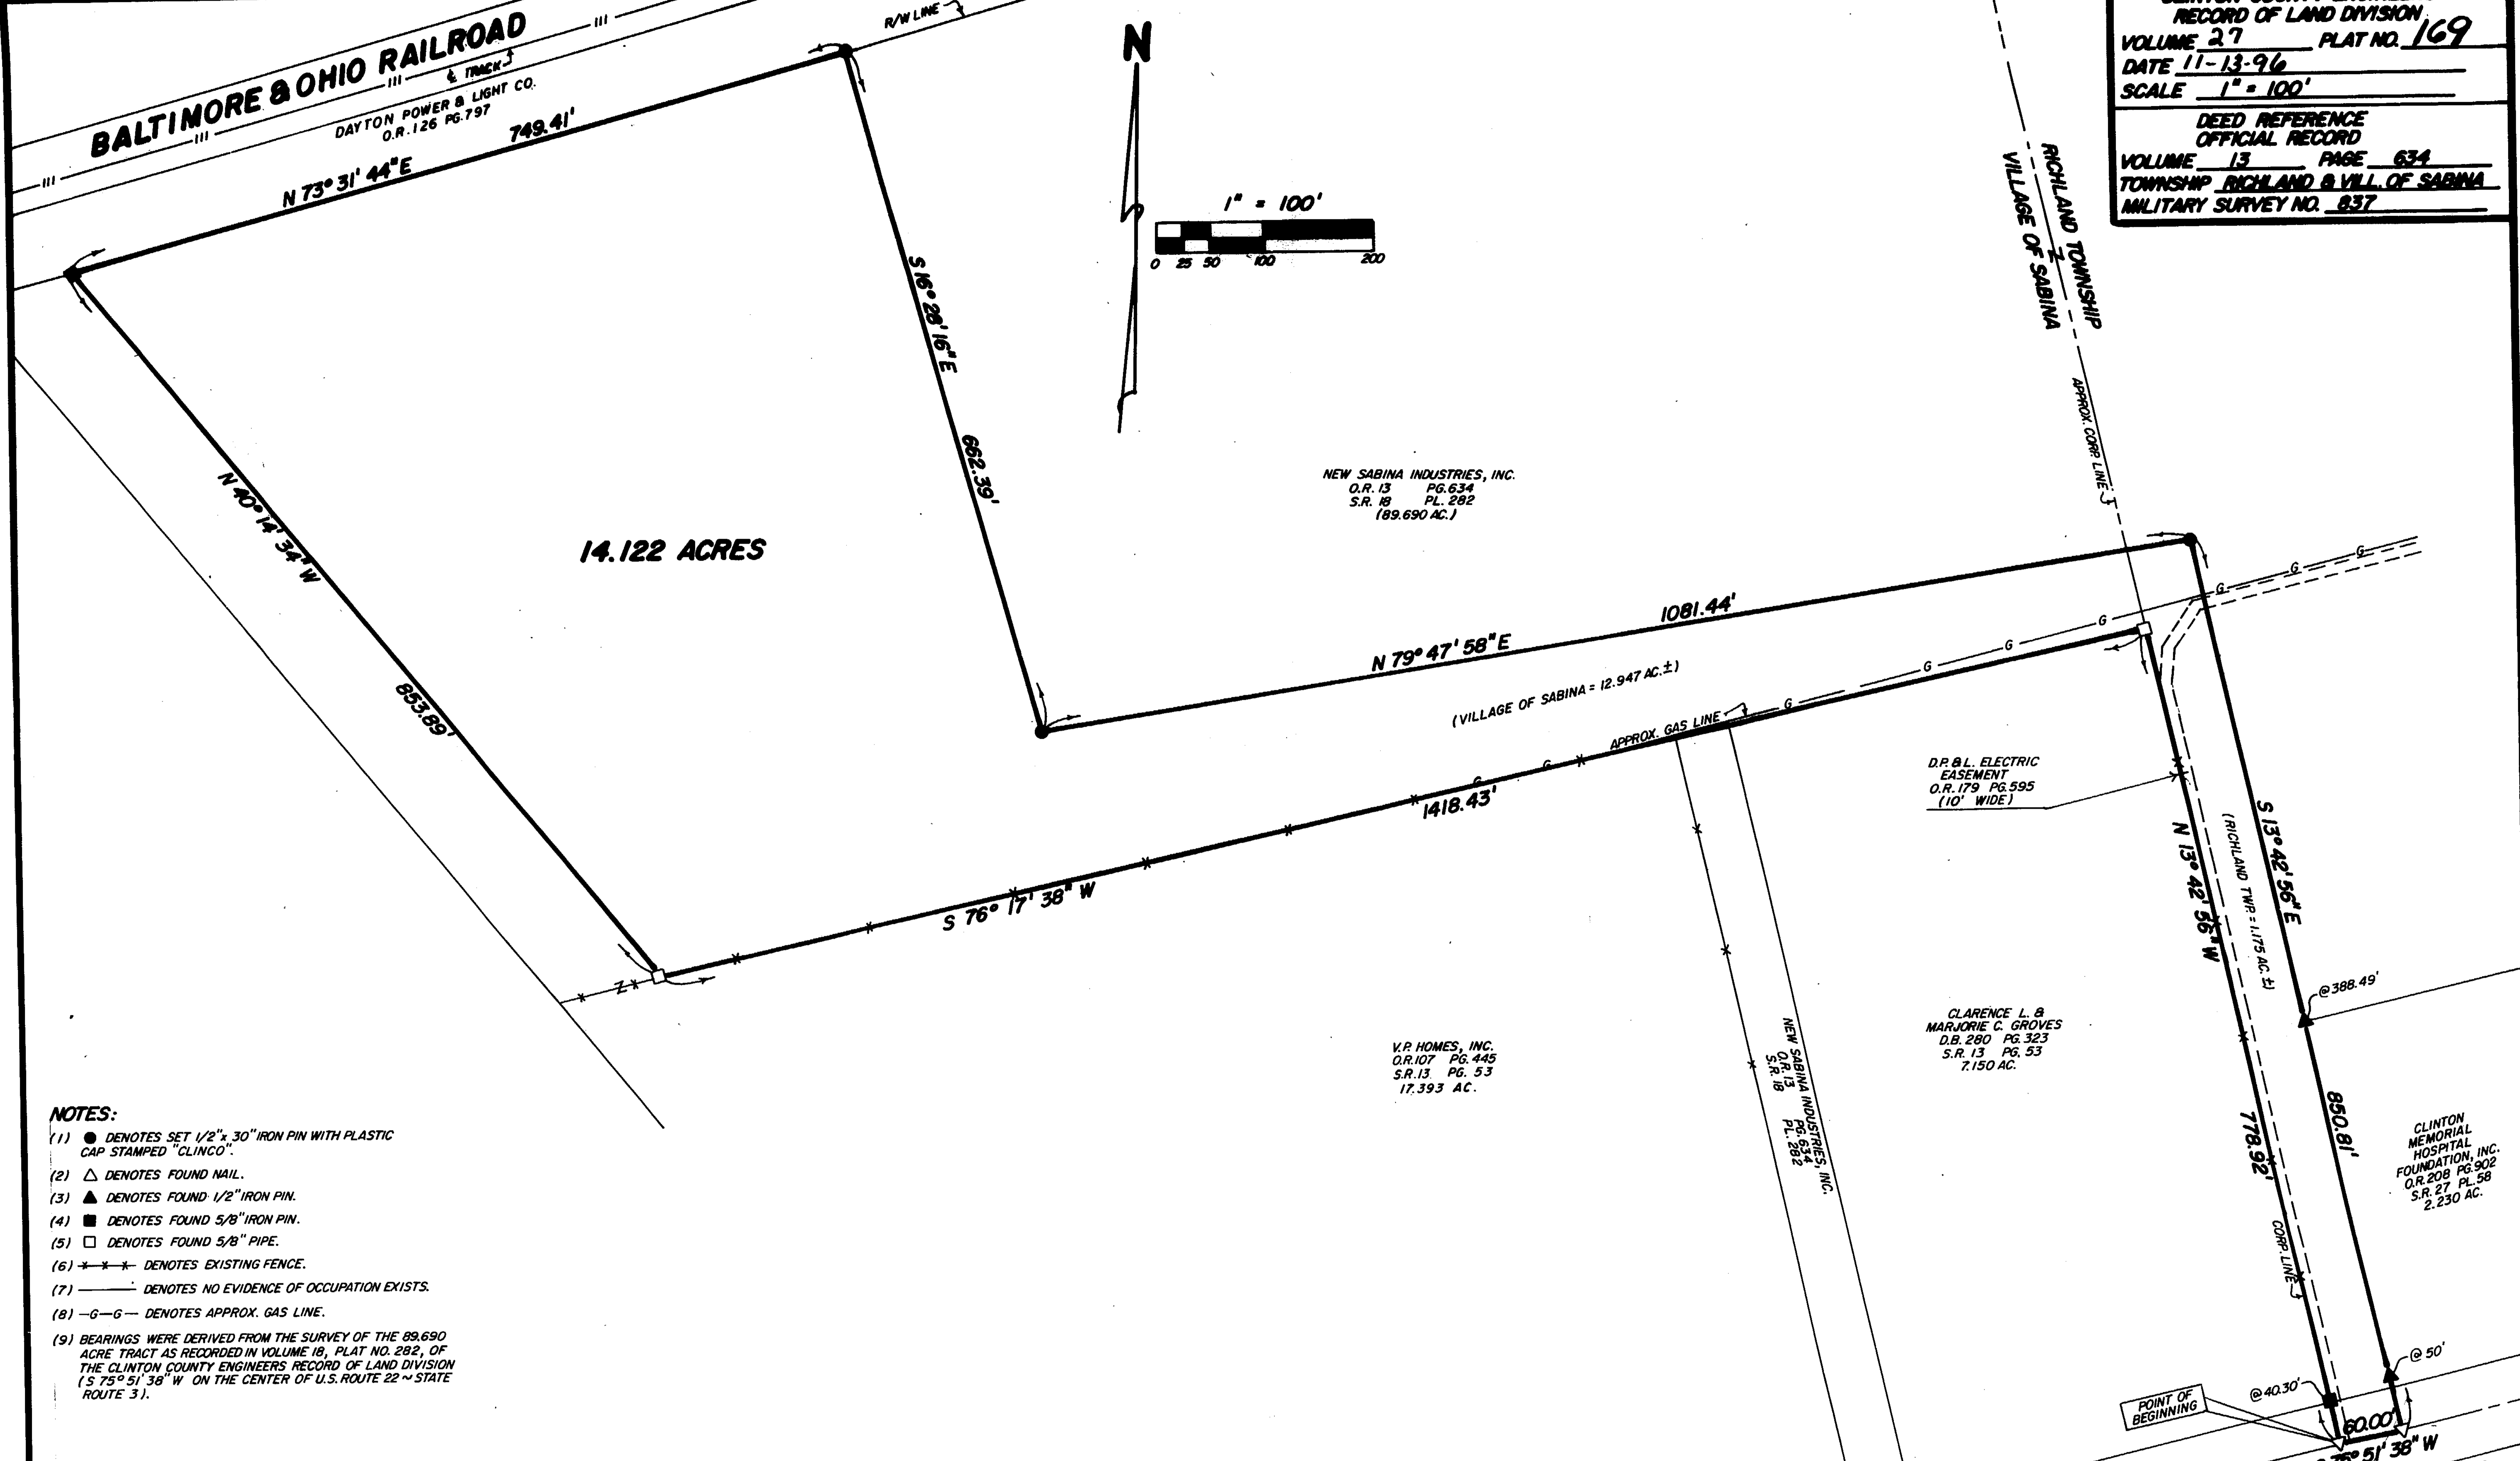 BALTIMORE & OHIO RAILROAD
℄ TRACK
DAYTON POWER & LIGHT CO.
O.R. 126 PG. 797
R/W LINE
N 73° 31' 44" E
749.41'
N
1" = 100'
0 25 50 100 200
RECORD OF LAND DIVISION
VOLUME 27 PLAT NO. 169
DATE 11-13-96
SCALE 1" = 100'
DEED REFERENCE
OFFICIAL RECORD
VOLUME 13 PAGE 634
TOWNSHIP RICHLAND & VILL. OF SABINA
MILITARY SURVEY NO. 837
RICHLAND TOWNSHIP
VILLAGE OF SABINA
APPROX. CORP. LINE
S 16° 28' 16" E
662.39'
NEW SABINA INDUSTRIES, INC.
O.R. 13 PG. 634
S.R. 18 PL. 282
(89.690 AC.)
14.122 ACRES
N 40° 14' 34" W
853.89'
N 79° 47' 58" E
1081.44'
(VILLAGE OF SABINA = 12.947 AC.±)
APPROX. GAS LINE
G G G G G G G G G
1418.43'
S 76° 17' 38" W
Z
D.P. & L. ELECTRIC
EASEMENT
O.R. 179 PG. 595
(10' WIDE)
N 13° 42' 56" W
778.92'
(RICHLAND TWP. = 1.175 AC.±)
S 13° 42' 56" E
850.81'
@ 388.49'
V.P. HOMES, INC.
O.R. 107 PG. 445
S.R. 13 PG. 53
17.393 AC.
NEW SABINA INDUSTRIES, INC.
O.R. 13 PG. 634
S.R. 18 PL. 282
CLARENCE L. &
MARJORIE C. GROVES
D.B. 280 PG. 323
S.R. 13 PG. 53
7.150 AC.
CLINTON
MEMORIAL
HOSPITAL
FOUNDATION, INC.
O.R. 208 PG. 902
S.R. 27 PL. 58
2.230 AC.
CORP. LINE
@ 50'
@ 40.30'
POINT OF
BEGINNING
60.00'
51' 38" W
NOTES:
(1) ● DENOTES SET 1/2" x 30" IRON PIN WITH PLASTIC
CAP STAMPED "CLINCO".
(2) △ DENOTES FOUND NAIL.
(3) ▲ DENOTES FOUND 1/2" IRON PIN.
(4) ■ DENOTES FOUND 5/8" IRON PIN.
(5) □ DENOTES FOUND 5/8" PIPE.
(6) DENOTES EXISTING FENCE.
(7) DENOTES NO EVIDENCE OF OCCUPATION EXISTS.
(8) —G—G— DENOTES APPROX. GAS LINE.
(9) BEARINGS WERE DERIVED FROM THE SURVEY OF THE 89.690
ACRE TRACT AS RECORDED IN VOLUME 18, PLAT NO. 282, OF
THE CLINTON COUNTY ENGINEERS RECORD OF LAND DIVISION
(S 75° 51' 38" W ON THE CENTER OF U.S. ROUTE 22 ~ STATE
ROUTE 3).